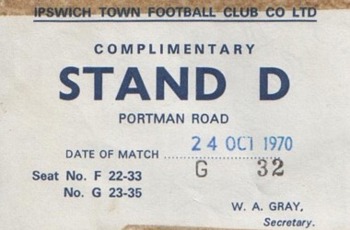 IPSWICH TOWN FOOTBALL CLUB CO LTD
COMPLIMENTARY
STAND D
PORTMAN ROAD
DATE OF MATCH 24 OCT 1970
G 32
Seat No. F 22-33
No. G 23-35
W. A. GRAY,
Secretary.